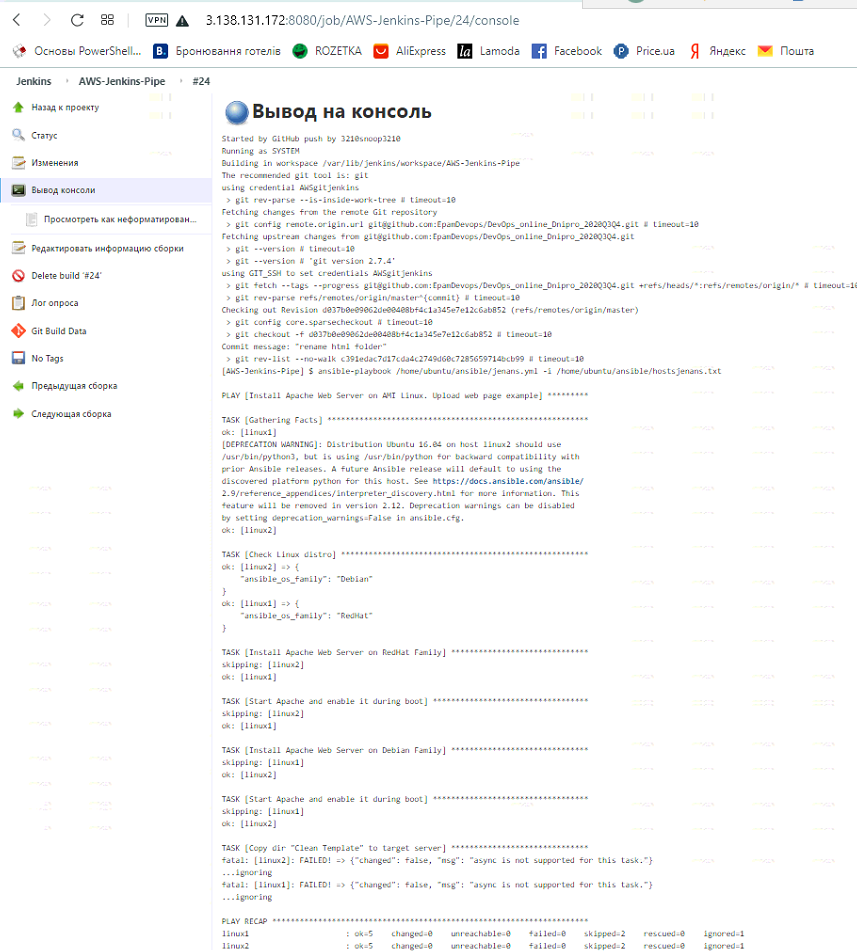 VPN 3.138.131.172:8080/job/AWS-Jenkins-Pipe/24/console
Основы PowerShell... B. Бронювання готелів ROZETKA AliExpress la Lamoda Facebook P Price.ua Я Яндекс Пошта
Jenkins AWS-Jenkins-Pipe #24
Назад к проекту
Статус
Изменения
Вывод консоли
Просмотреть как неформатирован...
Редактировать информацию сборки
Delete build '#24'
Лог опроса
Git Build Data
No Tags
Предыдущая сборка
Следующая сборка
Вывод на консоль
Started by GitHub push by 3210snoop3210
Running as SYSTEM
Building in workspace /var/lib/jenkins/workspace/AWS-Jenkins-Pipe
The recommended git tool is: git
using credential AWSgitjenkins
> git rev-parse --is-inside-work-tree # timeout=10
Fetching changes from the remote Git repository
> git config remote.origin.url git@github.com:EpamDevops/DevOps_online_Dnipro_2020Q3Q4.git # timeout=10
Fetching upstream changes from git@github.com:EpamDevops/DevOps_online_Dnipro_2020Q3Q4.git
> git --version # timeout=10
> git --version # 'git version 2.7.4'
using GIT_SSH to set credentials AWSgitjenkins
> git fetch --tags --progress git@github.com:EpamDevops/DevOps_online_Dnipro_2020Q3Q4.git +refs/heads/*:refs/remotes/origin/* # timeout=10
> git rev-parse refs/remotes/origin/master^{commit} # timeout=10
Checking out Revision d037b0e09062de00408bf4c1a345e7e12c6ab852 (refs/remotes/origin/master)
> git config core.sparsecheckout # timeout=10
> git checkout -f d037b0e09062de00408bf4c1a345e7e12c6ab852 # timeout=10
Commit message: "rename html folder"
> git rev-list --no-walk c391edac7d17cda4c2749d60c7285659714bcb99 # timeout=10
[AWS-Jenkins-Pipe] $ ansible-playbook /home/ubuntu/ansible/jenans.yml -i /home/ubuntu/ansible/hostsjenans.txt
PLAY [Install Apache Web Server on AMI Linux. Upload web page example] *********
TASK [Gathering Facts] *********************************************************
ok: [linux1]
[DEPRECATION WARNING]: Distribution Ubuntu 16.04 on host linux2 should use
/usr/bin/python3, but is using /usr/bin/python for backward compatibility with
prior Ansible releases. A future Ansible release will default to using the
discovered platform python for this host. See https://docs.ansible.com/ansible/
2.9/reference_appendices/interpreter_discovery.html for more information. This
feature will be removed in version 2.12. Deprecation warnings can be disabled
by setting deprecation_warnings=False in ansible.cfg.
ok: [linux2]
TASK [Check Linux distro] ******************************************************
ok: [linux2] => {
"ansible_os_family": "Debian"
}
ok: [linux1] => {
"ansible_os_family": "RedHat"
}
TASK [Install Apache Web Server on RedHat Family] ******************************
skipping: [linux2]
ok: [linux1]
TASK [Start Apache and enable it during boot] **********************************
skipping: [linux2]
ok: [linux1]
TASK [Install Apache Web Server on Debian Family] ******************************
skipping: [linux1]
ok: [linux2]
TASK [Start Apache and enable it during boot] **********************************
skipping: [linux1]
ok: [linux2]
TASK [Copy dir "Clean Template" to target server] ******************************
fatal: [linux2]: FAILED! => {"changed": false, "msg": "async is not supported for this task."}
...ignoring
fatal: [linux1]: FAILED! => {"changed": false, "msg": "async is not supported for this task."}
...ignoring
PLAY RECAP *********************************************************************
linux1 : ok=5 changed=0 unreachable=0 failed=0 skipped=2 rescued=0 ignored=1
linux2 : ok=5 changed=0 unreachable=0 failed=0 skipped=2 rescued=0 ignored=1